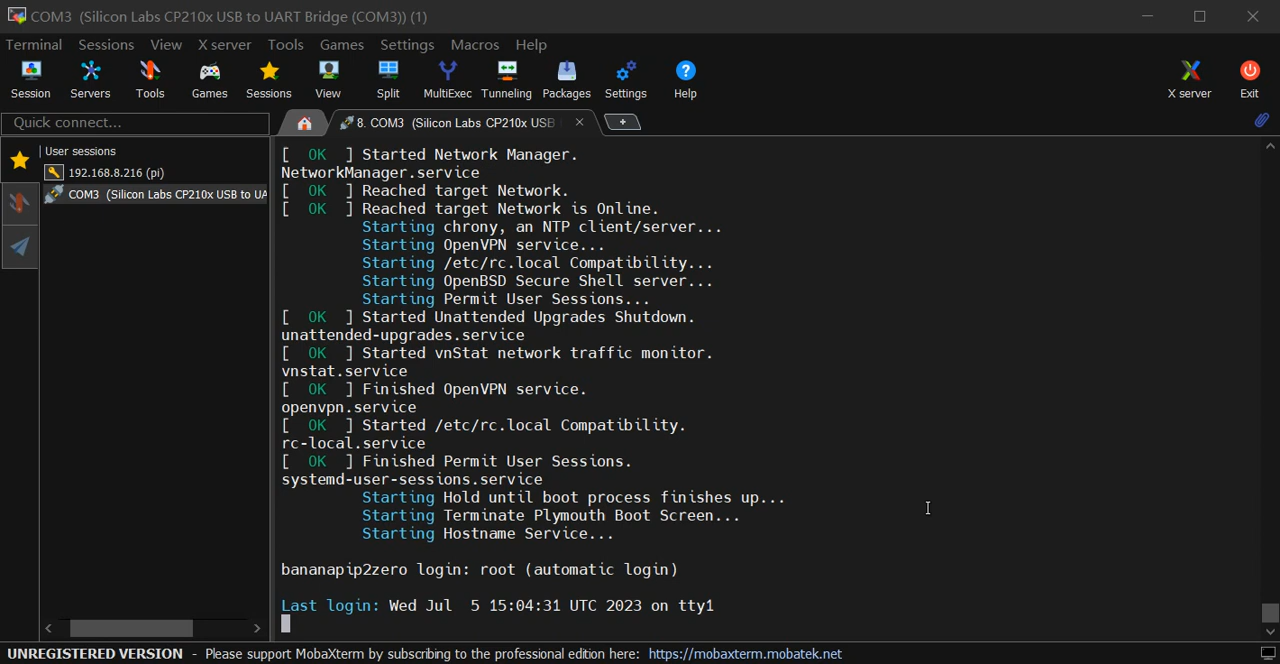 COM3 (Silicon Labs CP210x USB to UART Bridge (COM3)) (1)
Terminal Sessions View X server Tools Games Settings Macros Help
Session Servers Tools Games Sessions View Split MultiExec Tunneling Packages Settings Help X server Exit
Quick connect...
8. COM3 (Silicon Labs CP210x USB
User sessions
192.168.8.216 (pi)
COM3 (Silicon Labs CP210x USB to UA
[ OK ] Started Network Manager.
NetworkManager.service
[ OK ] Reached target Network.
[ OK ] Reached target Network is Online.
Starting chrony, an NTP client/server...
Starting OpenVPN service...
Starting /etc/rc.local Compatibility...
Starting OpenBSD Secure Shell server...
Starting Permit User Sessions...
[ OK ] Started Unattended Upgrades Shutdown.
unattended-upgrades.service
[ OK ] Started vnStat network traffic monitor.
vnstat.service
[ OK ] Finished OpenVPN service.
openvpn.service
[ OK ] Started /etc/rc.local Compatibility.
rc-local.service
[ OK ] Finished Permit User Sessions.
systemd-user-sessions.service
Starting Hold until boot process finishes up...
Starting Terminate Plymouth Boot Screen...
Starting Hostname Service...
bananapip2zero login: root (automatic login)
Last login: Wed Jul  5 15:04:31 UTC 2023 on tty1
UNREGISTERED VERSION - Please support MobaXterm by subscribing to the professional edition here: https://mobaxterm.mobatek.net